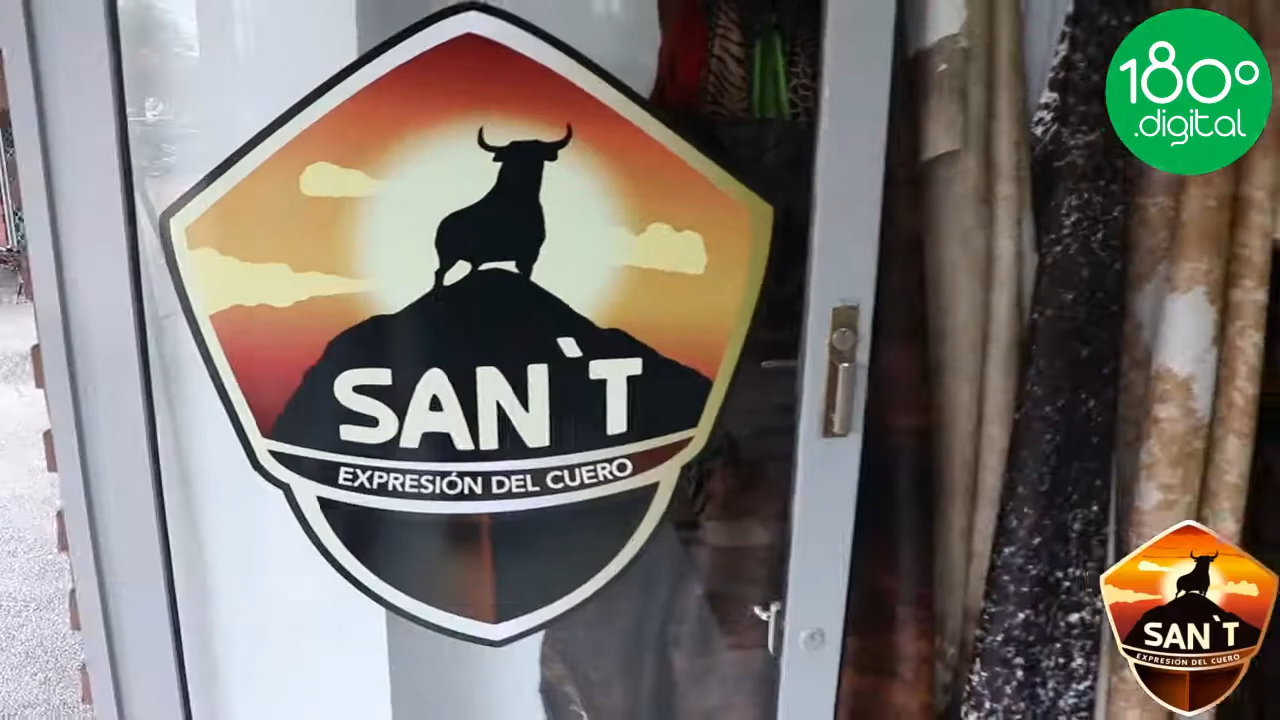 180°
.digital
SAN`T
EXPRESIÓN DEL CUERO
SAN`T
EXPRESIÓN DEL CUERO